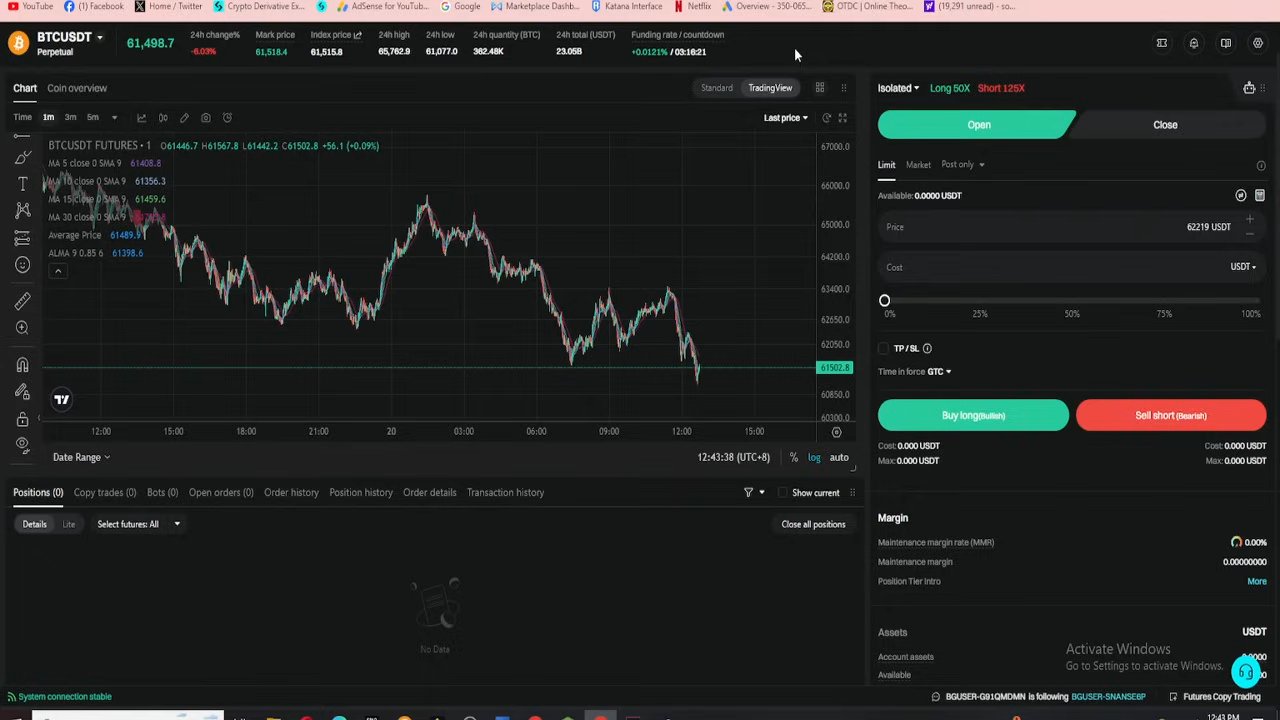 YouTube (1) Facebook Home / Twitter Crypto Derivative Ex... AdSense for YouTub... Google Marketplace Dashb... Katana Interface Netflix Overview - 350-065... OTDC | Online Theo... (19,291 unread) - so...
BTCUSDT
Perpetual
61,498.7
24h change%
-6.03%
Mark price
61,518.4
Index price
61,515.8
24h high
65,762.9
24h low
61,077.0
24h quantity (BTC)
362.48K
24h total (USDT)
23.05B
Funding rate / countdown
+0.0121% / 03:16:21
Chart Coin overview
Standard TradingView
Time 1m 3m 5m
Last price
BTCUSDT FUTURES • 1 O61446.7 H61567.8 L61442.2 C61502.8 +56.1 (+0.09%)
MA 5 close 0 SMA 9 61408.8
MA 10 close 0 SMA 9 61356.3
MA 15 close 0 SMA 9 61459.6
MA 30 close 0 SMA 9
Average Price 61489.9
ALMA 9 0.85 6 61398.6
67000.0
66000.0
65000.0
64200.0
63400.0
62650.0
62050.0
61502.8
60850.0
60300.0
12:00 15:00 18:00 21:00 20 03:00 06:00 09:00 12:00 15:00
Date Range
12:43:38 (UTC+8) % log auto
Positions (0) Copy trades (0) Bots (0) Open orders (0) Order history Position history Order details Transaction history
Show current
Details Lite Select futures: All
Close all positions
No Data
Isolated Long 50X Short 125X
Open Close
Limit Market Post only
Available: 0.0000 USDT
Price 62219 USDT
Cost USDT
0% 25% 50% 75% 100%
TP / SL
Time in force GTC
Buy long(Bullish) Sell short (Bearish)
Cost: 0.000 USDT Cost: 0.000 USDT
Max: 0.000 USDT Max: 0.000 USDT
Margin
Maintenance margin rate (MMR) 0.00%
Maintenance margin 0.00000000
Position Tier Intro More
Assets USDT
Account assets
Available
Activate Windows
Go to Settings to activate Windows.
System connection stable
BGUSER-G91QMDMN is following BGUSER-SNANSE6P
Futures Copy Trading
12:43 PM